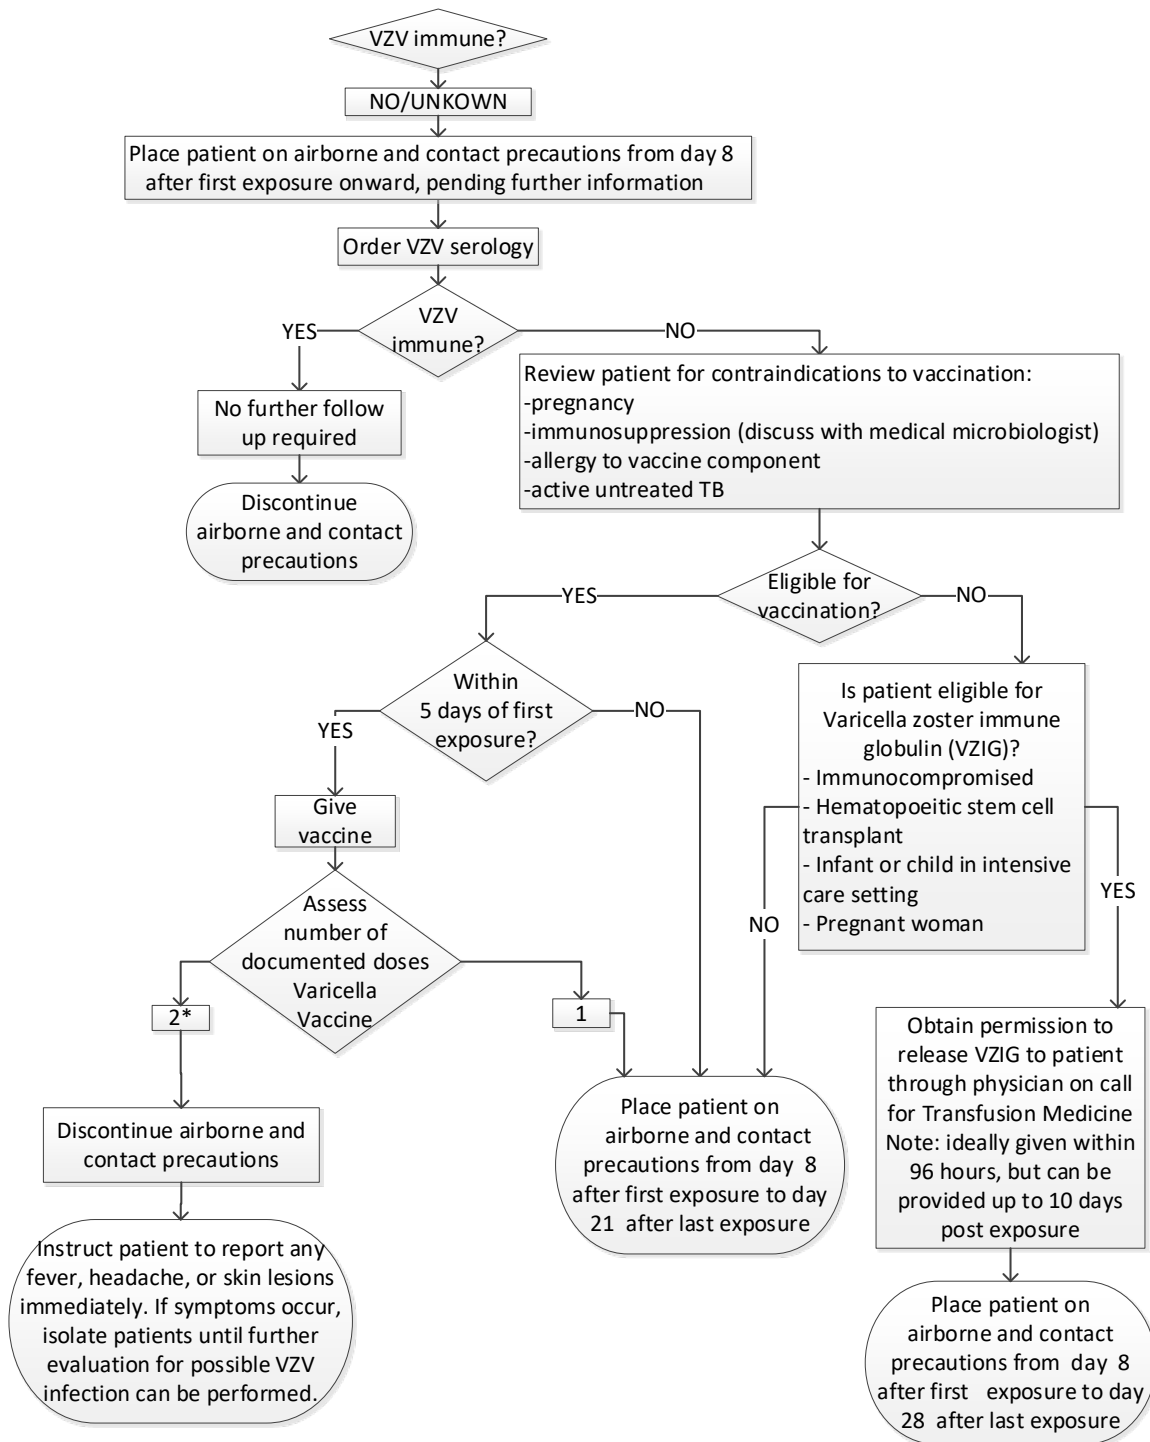 VZV immune?
NO/UNKOWN
Place patient on airborne and contact precautions from day 8
after first exposure onward, pending further information
Order VZV serology
VZV
immune?
YES
NO
No further follow
up required
Discontinue
airborne and contact
precautions
Review patient for contraindications to vaccination:
-pregnancy
-immunosuppression (discuss with medical microbiologist)
-allergy to vaccine component
-active untreated TB
Eligible for
vaccination?
YES
NO
Within
5 days of first
exposure?
YES
NO
Give
vaccine
Assess
number of
documented doses
Varicella
Vaccine
2*
1
Discontinue airborne and
contact precautions
Instruct patient to report any
fever, headache, or skin lesions
immediately. If symptoms occur,
isolate patients until further
evaluation for possible VZV
infection can be performed.
Is patient eligible for
Varicella zoster immune
globulin (VZIG)?
- Immunocompromised
- Hematopoeitic stem cell
transplant
- Infant or child in intensive
care setting
- Pregnant woman
NO
YES
Place patient on
airborne and contact
precautions from day 8
after first exposure to day
21 after last exposure
Obtain permission to
release VZIG to patient
through physician on call
for Transfusion Medicine
Note: ideally given within
96 hours, but can be
provided up to 10 days
post exposure
Place patient on
airborne and contact
precautions from day 8
after first exposure to day
28 after last exposure